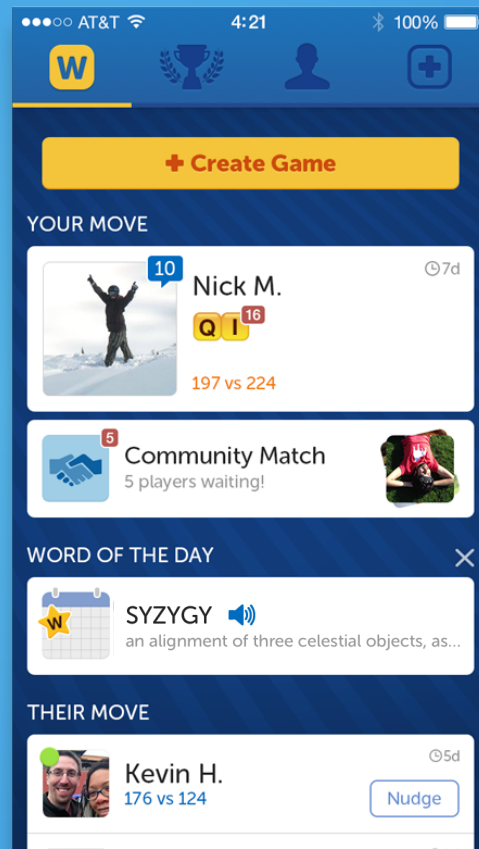 AT&T 4:21 100%
W
Create Game
YOUR MOVE
10
Nick M.
7d
Q I 16
197 vs 224
5
Community Match
5 players waiting!
WORD OF THE DAY
W
SYZYGY
an alignment of three celestial objects, as...
THEIR MOVE
5d
Kevin H.
176 vs 124
Nudge